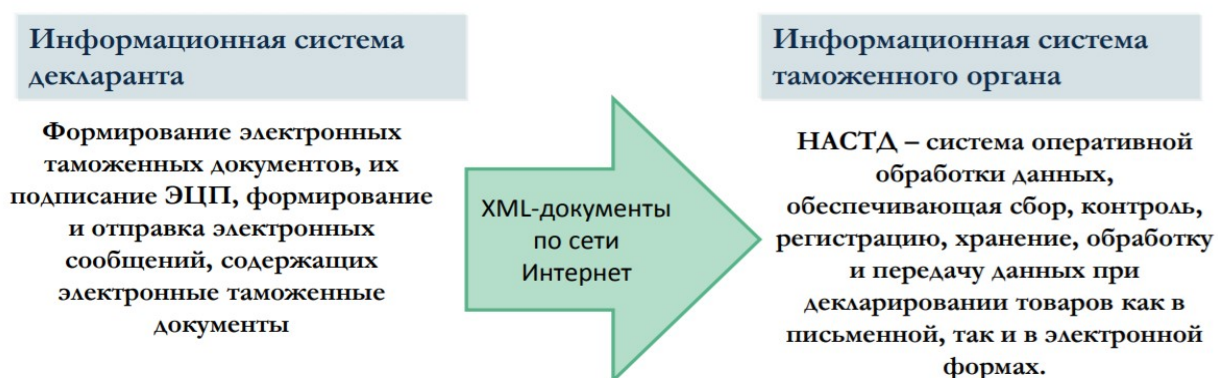 Информационная система
декларанта
Формирование электронных
таможенных документов, их
подписание ЭЦП, формирование
и отправка электронных
сообщений, содержащих
электронные таможенные
документы
XML-документы
по сети
Интернет
Информационная система
таможенного органа
НАСТД – система оперативной
обработки данных,
обеспечивающая сбор, контроль,
регистрацию, хранение, обработку
и передачу данных при
декларировании товаров как в
письменной, так и в электронной
формах.